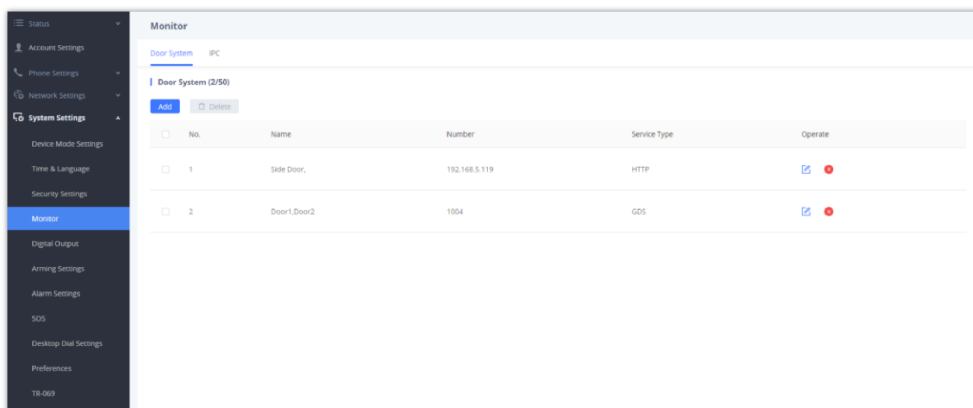 Status
Account Settings
Phone Settings
Network Settings
System Settings
Device Mode Settings
Time & Language
Security Settings
Monitor
Digital Output
Arming Settings
Alarm Settings
SOS
Desktop Dial Settings
Preferences
TR-069
Monitor
Door System IPC
Door System (2/50)
Add Delete
No. Name Number Service Type Operate
1 Side Door, 192.168.5.119 HTTP
2 Door1,Door2 1004 GDS